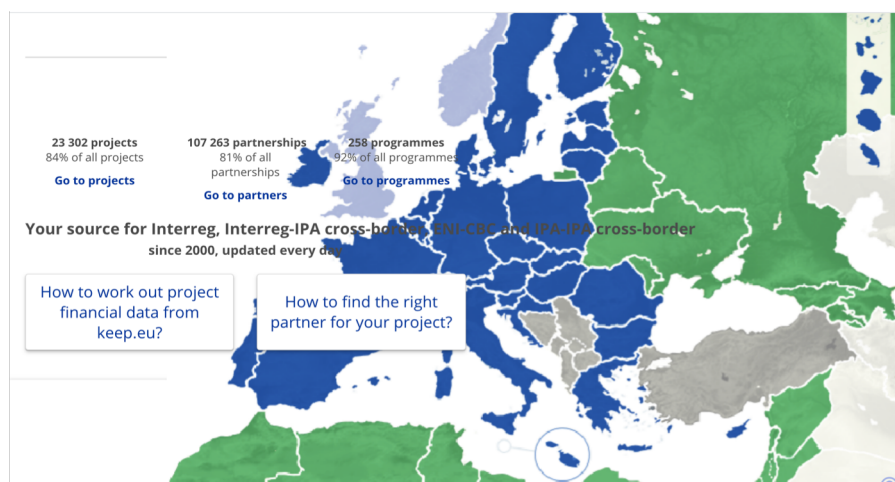 23 302 projects
84% of all projects
Go to projects
107 263 partnerships
81% of all
partnerships
Go to partners
258 programmes
92% of all programmes
Go to programmes
Your source for Interreg, Interreg-IPA cross-border, ENI-CBC and IPA-IPA cross-border
since 2000, updated every day
How to work out project
financial data from
keep.eu?
How to find the right
partner for your project?